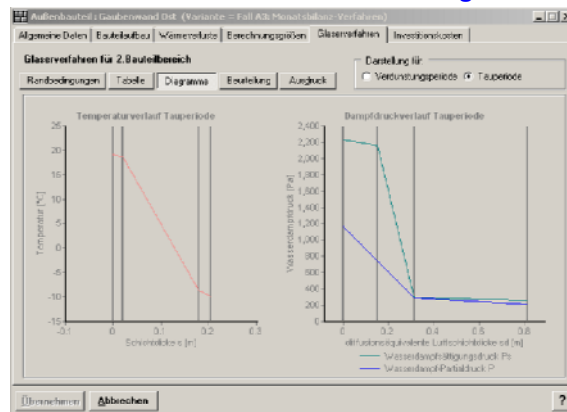 Außenbauteil: Gaubenwand Ost (Variante = Fall A3b Monatsbilanz-Verfahren)
Allgemeine Daten Bauteilaufbau Wärmeverluste Berechnungsgrößen Glaserverfahren Investitionskosten
Glaserverfahren für 2.Bauteilbereich
Darstellung für
Randbedingungen Tabelle Diagramme Beurteilung Ausdruck
Verdunstungsperiode Tauperiode
Temperaturverlauf Tauperiode
25
20
15
10
5
0
-5
-10
-15
-0.1 0 0.1 0.2 0.3
Temperatur [°C]
Schichtdicke s [m]
Dampfdruckverlauf Tauperiode
2,400
2,200
2,000
1,800
1,600
1,400
1,200
1,000
800
600
400
200
0
0 0.2 0.4 0.6 0.8
Wasserdampfdruck [Pa]
diffusionsäquivalente Luftschichtdicke sd [m]
Wasserdampfsättigungsdruck Ps
Wasserdampf-Partialdruck P
Übernehmen Abbrechen ?